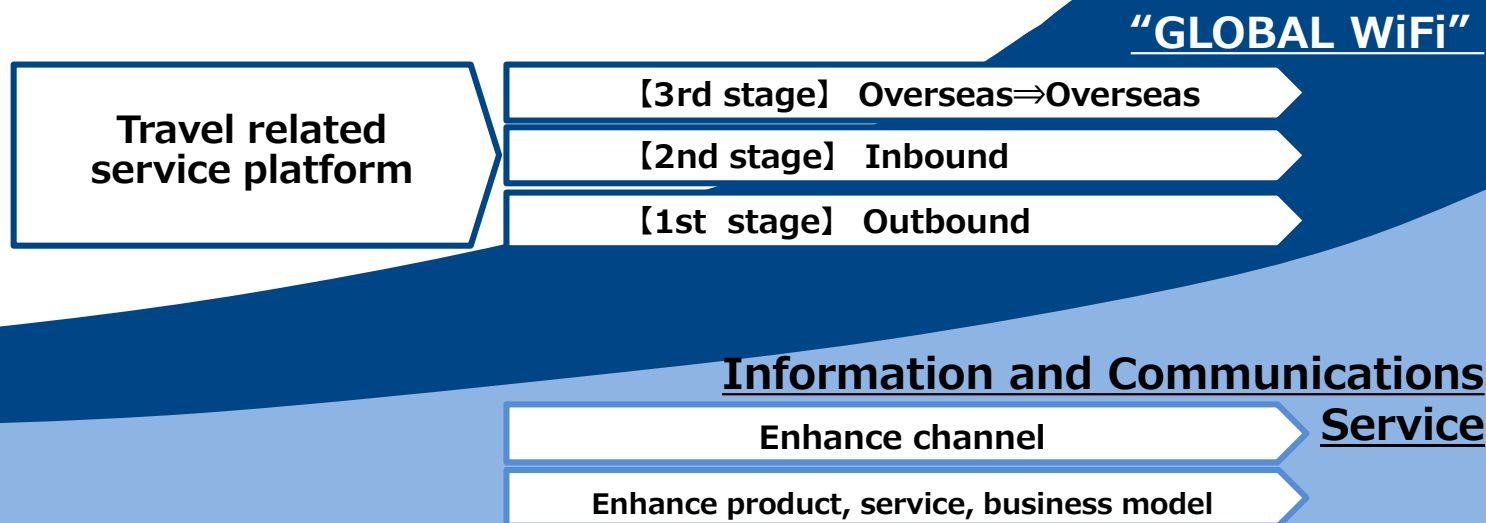 “GLOBAL WiFi”
Travel related
service platform
【3rd stage】 Overseas⇒Overseas
【2nd stage】 Inbound
【1st stage】 Outbound
Information and Communications
Service
Enhance channel
Enhance product, service, business model